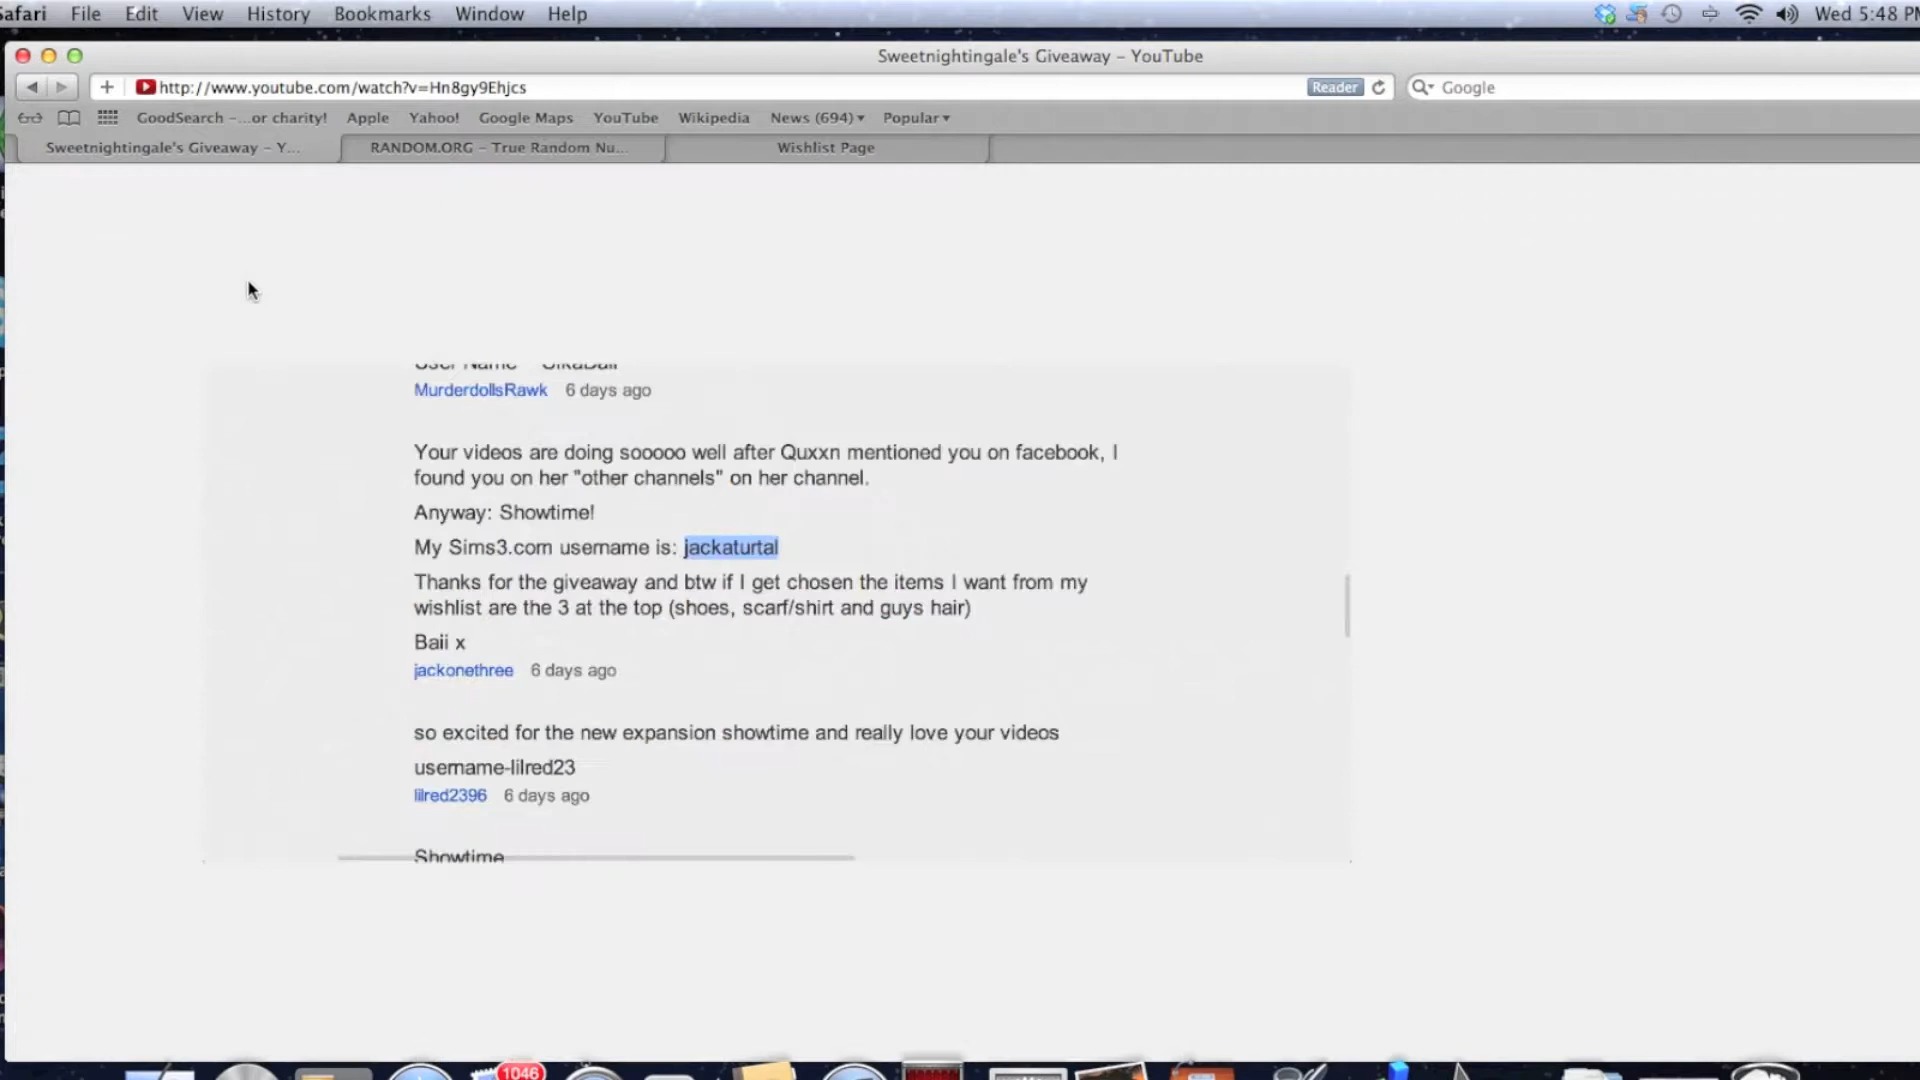 Safari File Edit View History Bookmarks Window Help Wed 5:48 PM
Sweetnightingale's Giveaway – YouTube
http://www.youtube.com/watch?v=Hn8gy9Ehjcs Reader Google
GoodSearch –...or charity! Apple Yahoo! Google Maps YouTube Wikipedia News (694) Popular
Sweetnightingale's Giveaway – Y... RANDOM.ORG – True Random Nu... Wishlist Page
MurderdollsRawk 6 days ago
Your videos are doing sooooo well after Quxxn mentioned you on facebook, I
found you on her "other channels" on her channel.
Anyway: Showtime!
My Sims3.com username is: jackaturtal
Thanks for the giveaway and btw if I get chosen the items I want from my
wishlist are the 3 at the top (shoes, scarf/shirt and guys hair)
Baii x
jackonethree 6 days ago
so excited for the new expansion showtime and really love your videos
username-lilred23
lilred2396 6 days ago
Showtime
1046